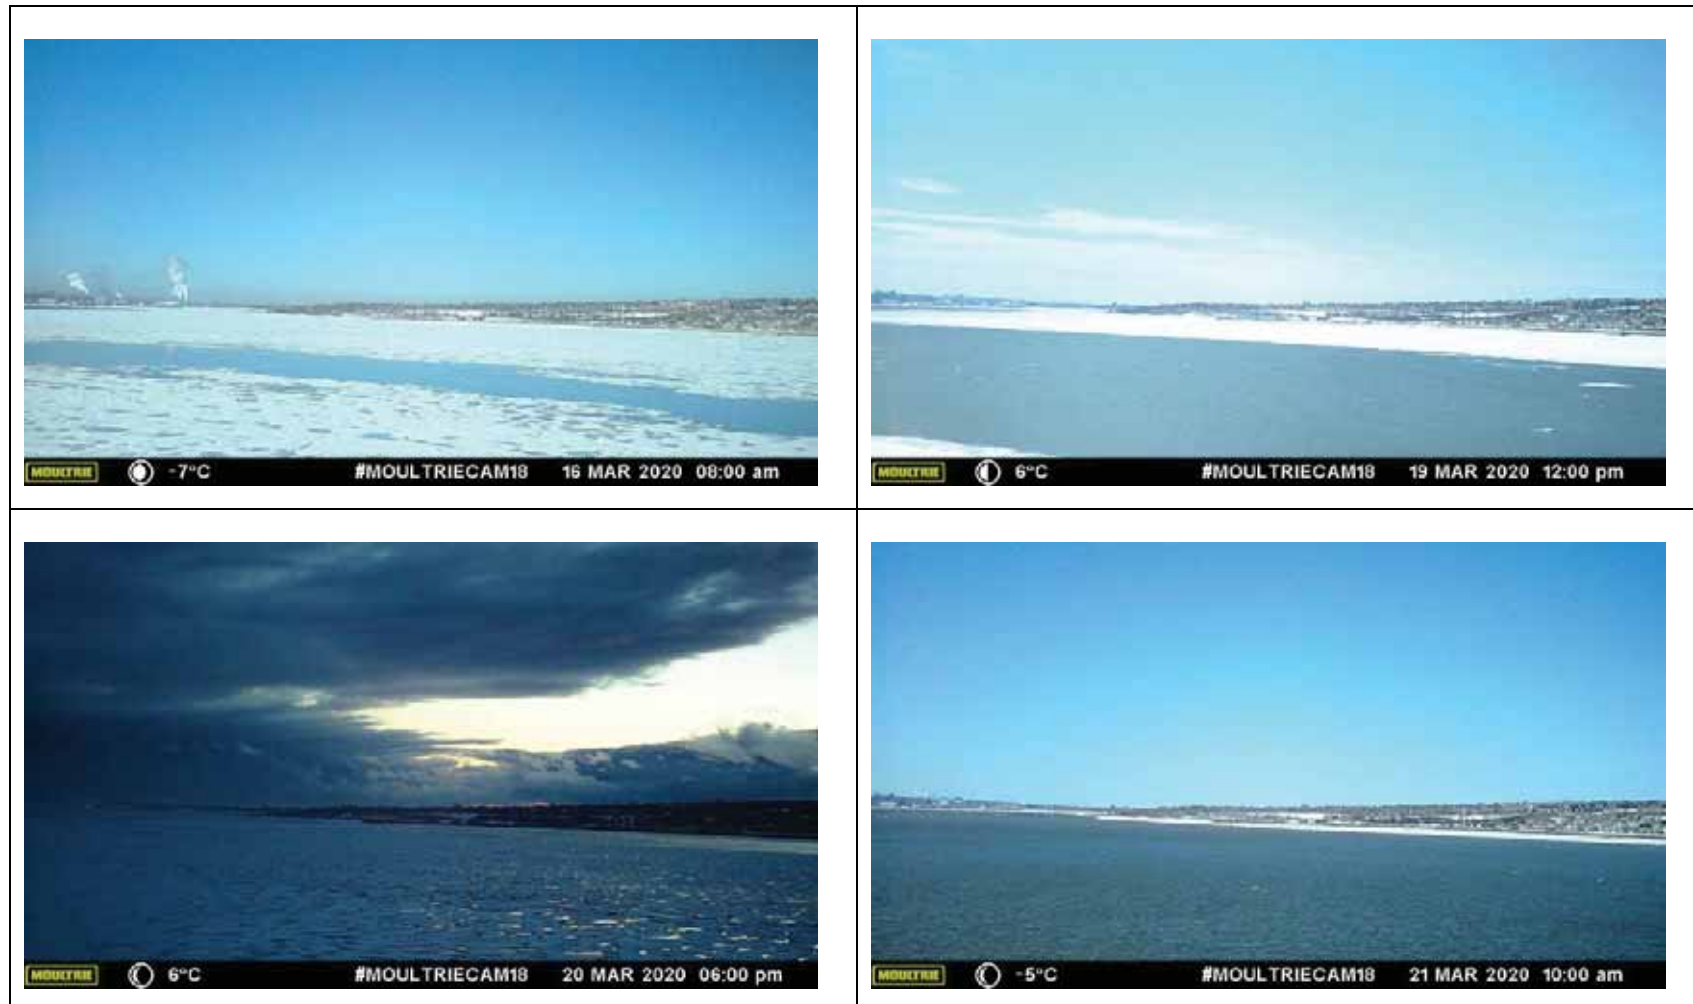 MOULTRIE -7°C #MOULTRIECAM18 16 MAR 2020 08:00 am
MOULTRIE 6°C #MOULTRIECAM18 19 MAR 2020 12:00 pm
MOULTRIE 6°C #MOULTRIECAM18 20 MAR 2020 06:00 pm
MOULTRIE -5°C #MOULTRIECAM18 21 MAR 2020 10:00 am